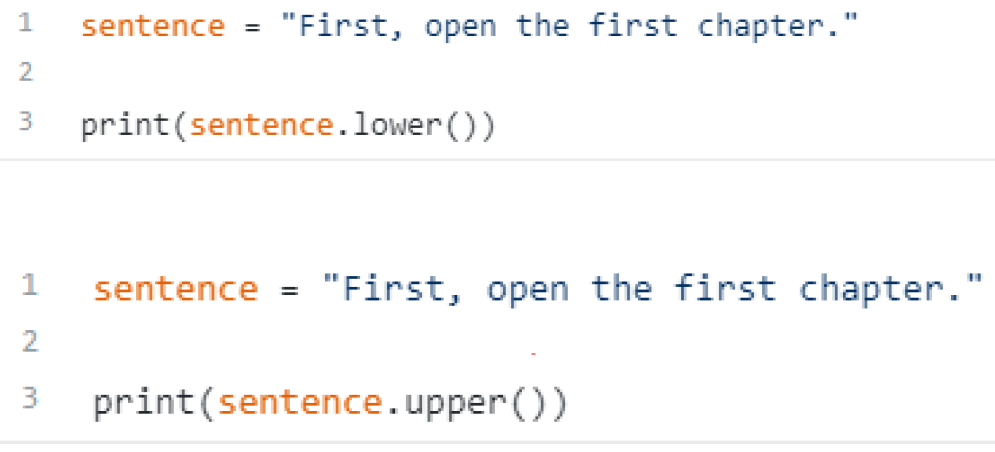 1 sentence = "First, open the first chapter."
2
3 print(sentence.lower())
1 sentence = "First, open the first chapter."
2
3 print(sentence.upper())